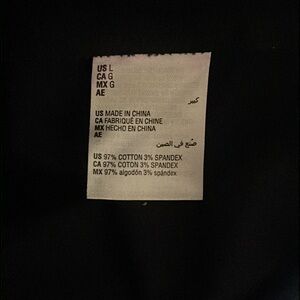 US L
CA G
MX G
AE
كبير
US MADE IN CHINA
CA FABRIQUÉ EN CHINE
MX HECHO EN CHINA
AE
صنع في الصين
US 97% COTTON 3% SPANDEX
CA 97% COTON 3% SPANDEX
MX 97% algodón 3% spándex